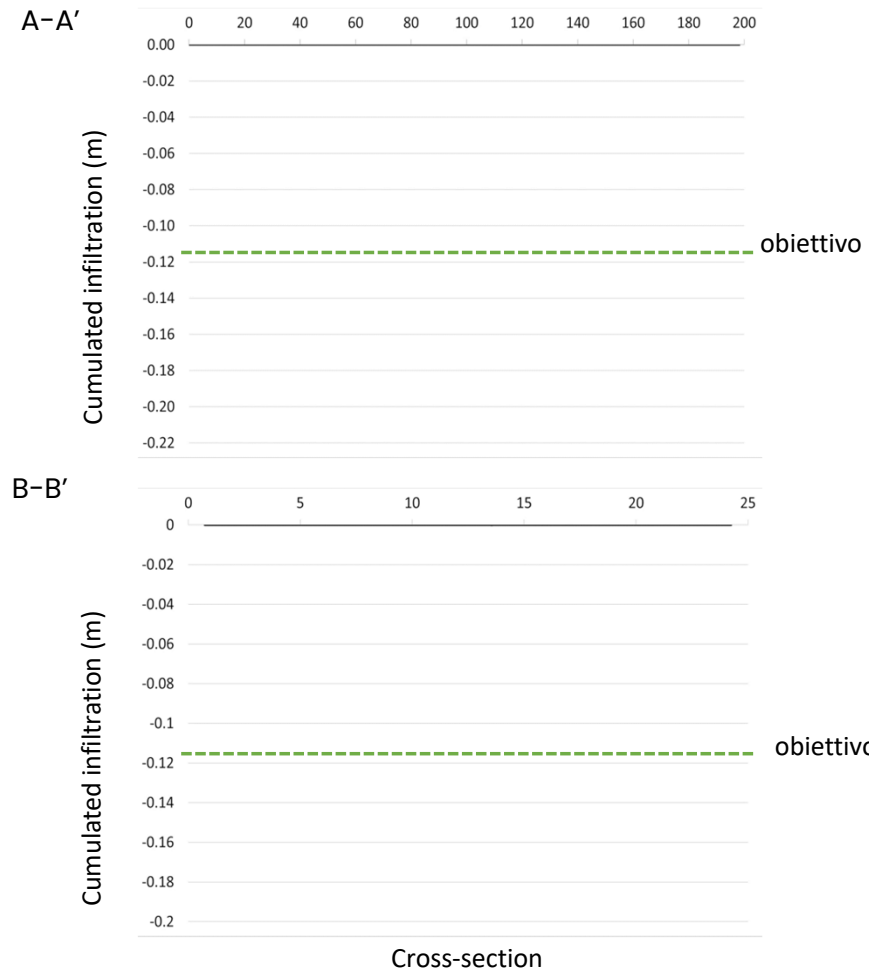 A–A’
0 20 40 60 80 100 120 140 160 180 200
0.00
-0.02
-0.04
-0.06
-0.08
-0.10
-0.12
-0.14
-0.16
-0.18
-0.20
-0.22
Cumulated infiltration (m)
obiettivo
B–B’
0 5 10 15 20 25
0
-0.02
-0.04
-0.06
-0.08
-0.1
-0.12
-0.14
-0.16
-0.18
-0.2
Cumulated infiltration (m)
obiettivo
Cross-section